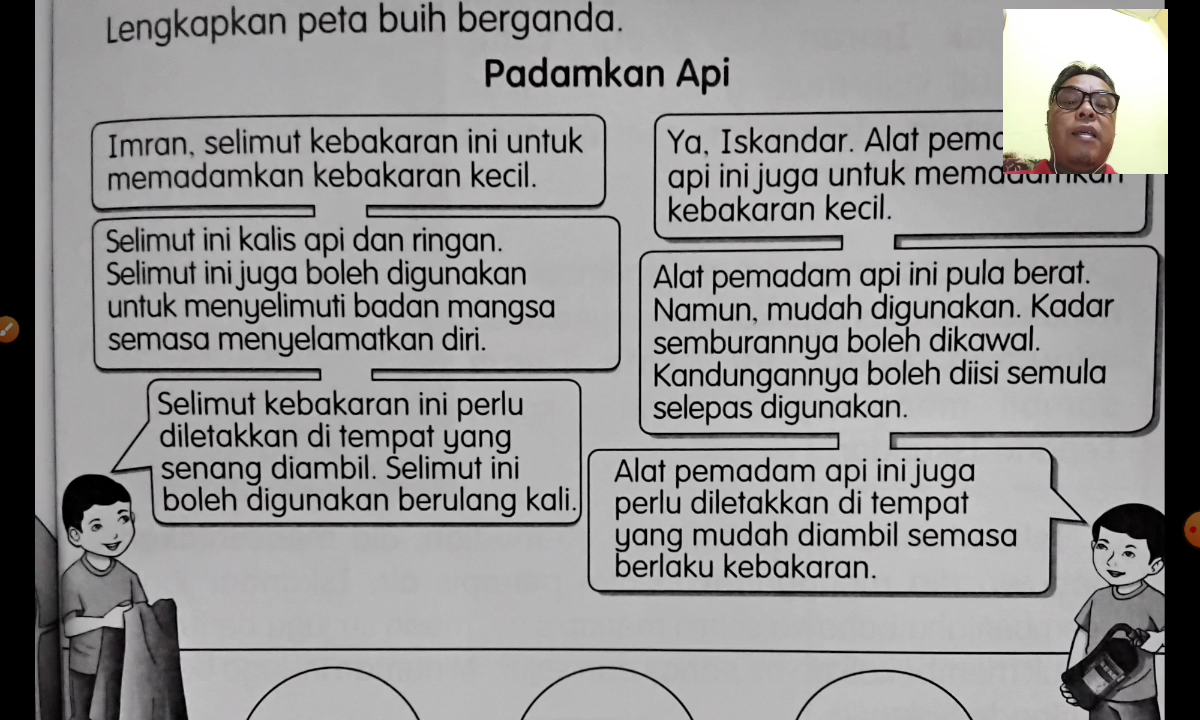 Lengkapkan peta buih berganda.
Padamkan Api
Imran, selimut kebakaran ini untuk
memadamkan kebakaran kecil.
Selimut ini kalis api dan ringan.
Selimut ini juga boleh digunakan
untuk menyelimuti badan mangsa
semasa menyelamatkan diri.
Selimut kebakaran ini perlu
diletakkan di tempat yang
senang diambil. Selimut ini
boleh digunakan berulang kali.
Ya, Iskandar. Alat
api ini juga untuk memadamkan
kebakaran kecil.
Alat pemadam api ini pula berat.
Namun, mudah digunakan. Kadar
semburannya boleh dikawal.
Kandungannya boleh diisi semula
selepas digunakan.
Alat pemadam api ini juga
perlu diletakkan di tempat
yang mudah diambil semasa
berlaku kebakaran.